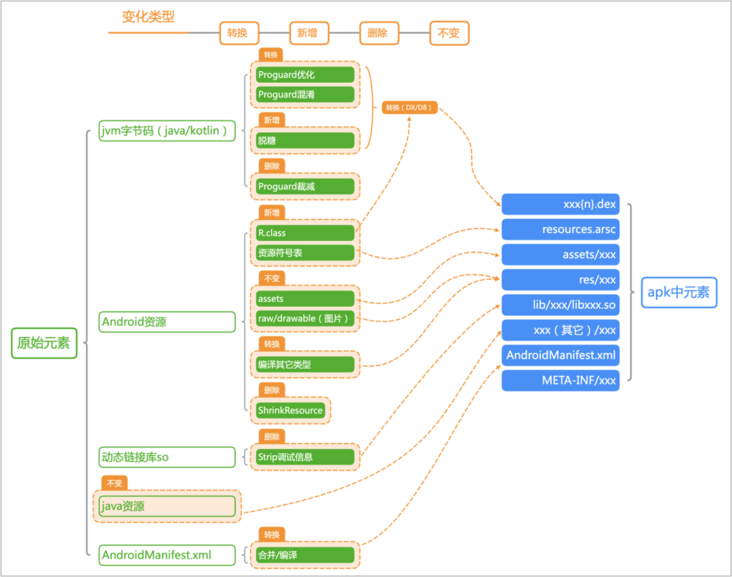 变化类型
转换
新增
删除
不变
原始元素
jvm字节码（java/kotlin）
转换
Proguard优化
Proguard混淆
新增
脱糖
删除
Proguard裁减
转换（DX/D8）
Android资源
新增
R.class
资源符号表
不变
assets
raw/drawable（图片）
转换
编译其它类型
删除
ShrinkResource
动态链接库so
删除
Strip调试信息
不变
java资源
AndroidManifest.xml
转换
合并/编译
xxx{n}.dex
resources.arsc
assets/xxx
res/xxx
lib/xxx/libxxx.so
xxx（其它）/xxx
AndroidManifest.xml
META-INF/xxx
apk中元素